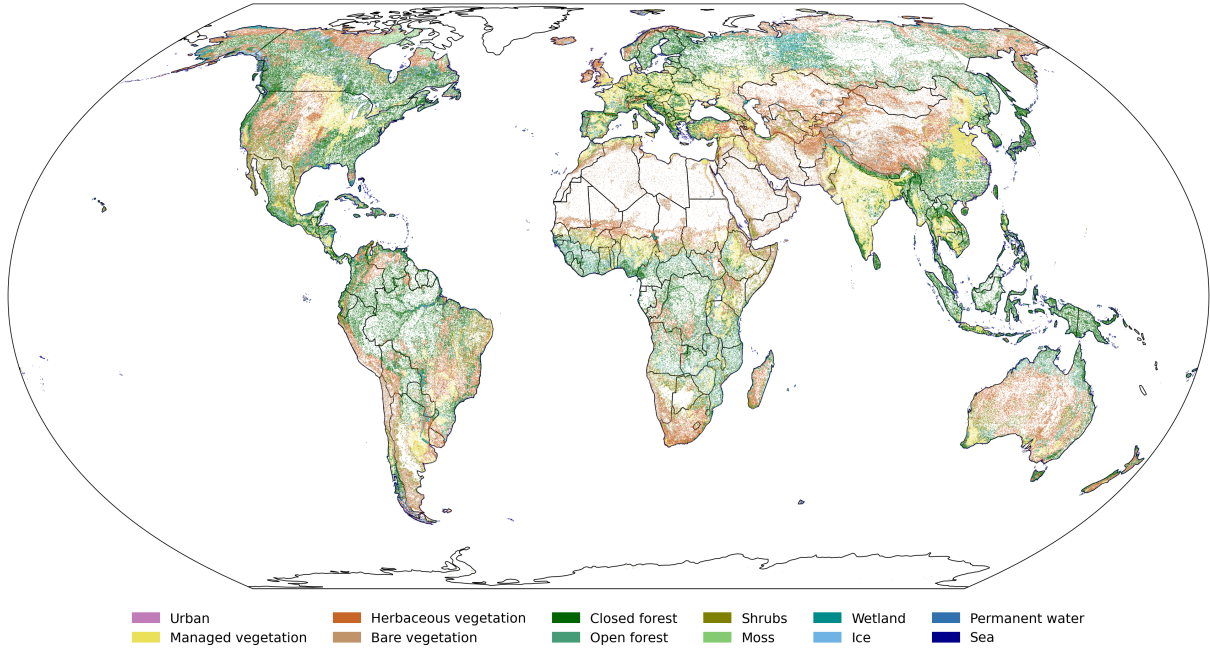 Urban Herbaceous vegetation Closed forest Shrubs Wetland Permanent water
Managed vegetation Bare vegetation Open forest Moss Ice Sea